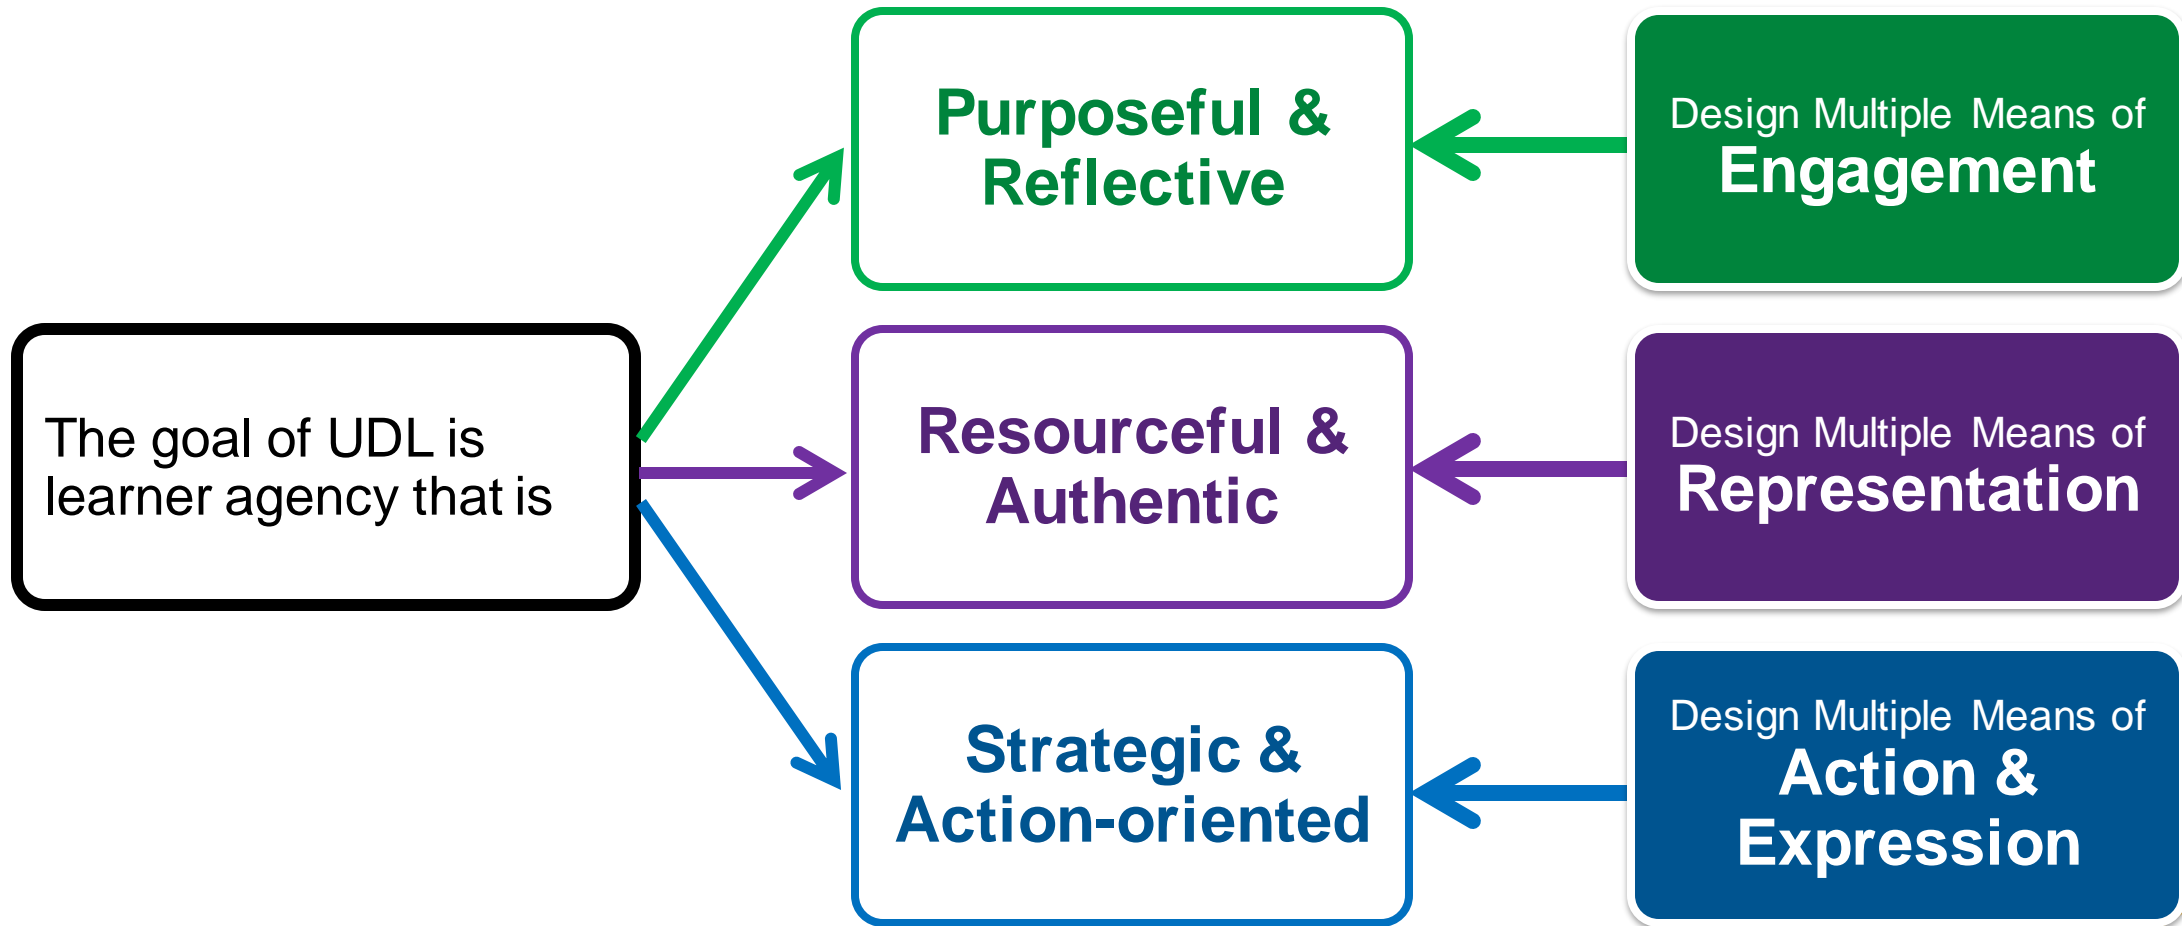 The goal of UDL is
learner agency that is
Purposeful &
Reflective
Design Multiple Means of
Engagement
Resourceful &
Authentic
Design Multiple Means of
Representation
Strategic &
Action-oriented
Design Multiple Means of
Action &
Expression